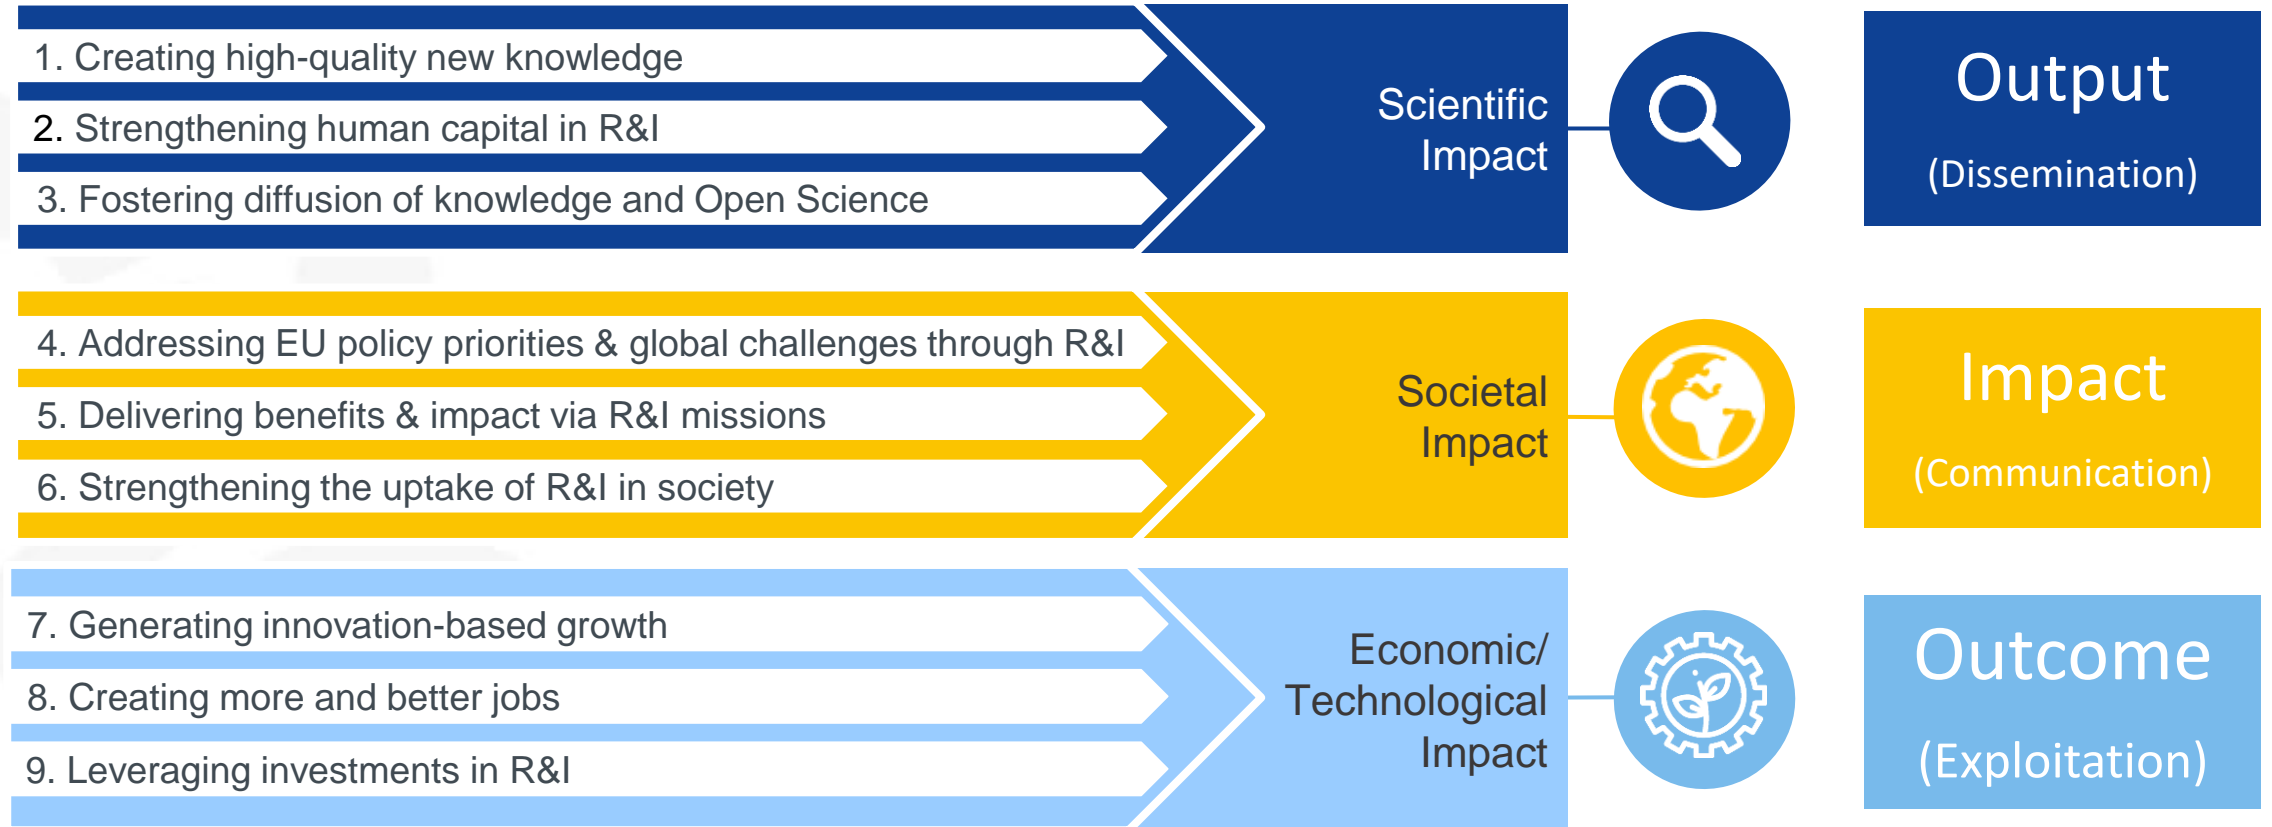 1. Creating high-quality new knowledge
2. Strengthening human capital in R&I
3. Fostering diffusion of knowledge and Open Science
Scientific
Impact
Output
(Dissemination)
4. Addressing EU policy priorities & global challenges through R&I
5. Delivering benefits & impact via R&I missions
6. Strengthening the uptake of R&I in society
Societal
Impact
Impact
(Communication)
7. Generating innovation-based growth
8. Creating more and better jobs
9. Leveraging investments in R&I
Economic/
Technological
Impact
Outcome
(Exploitation)